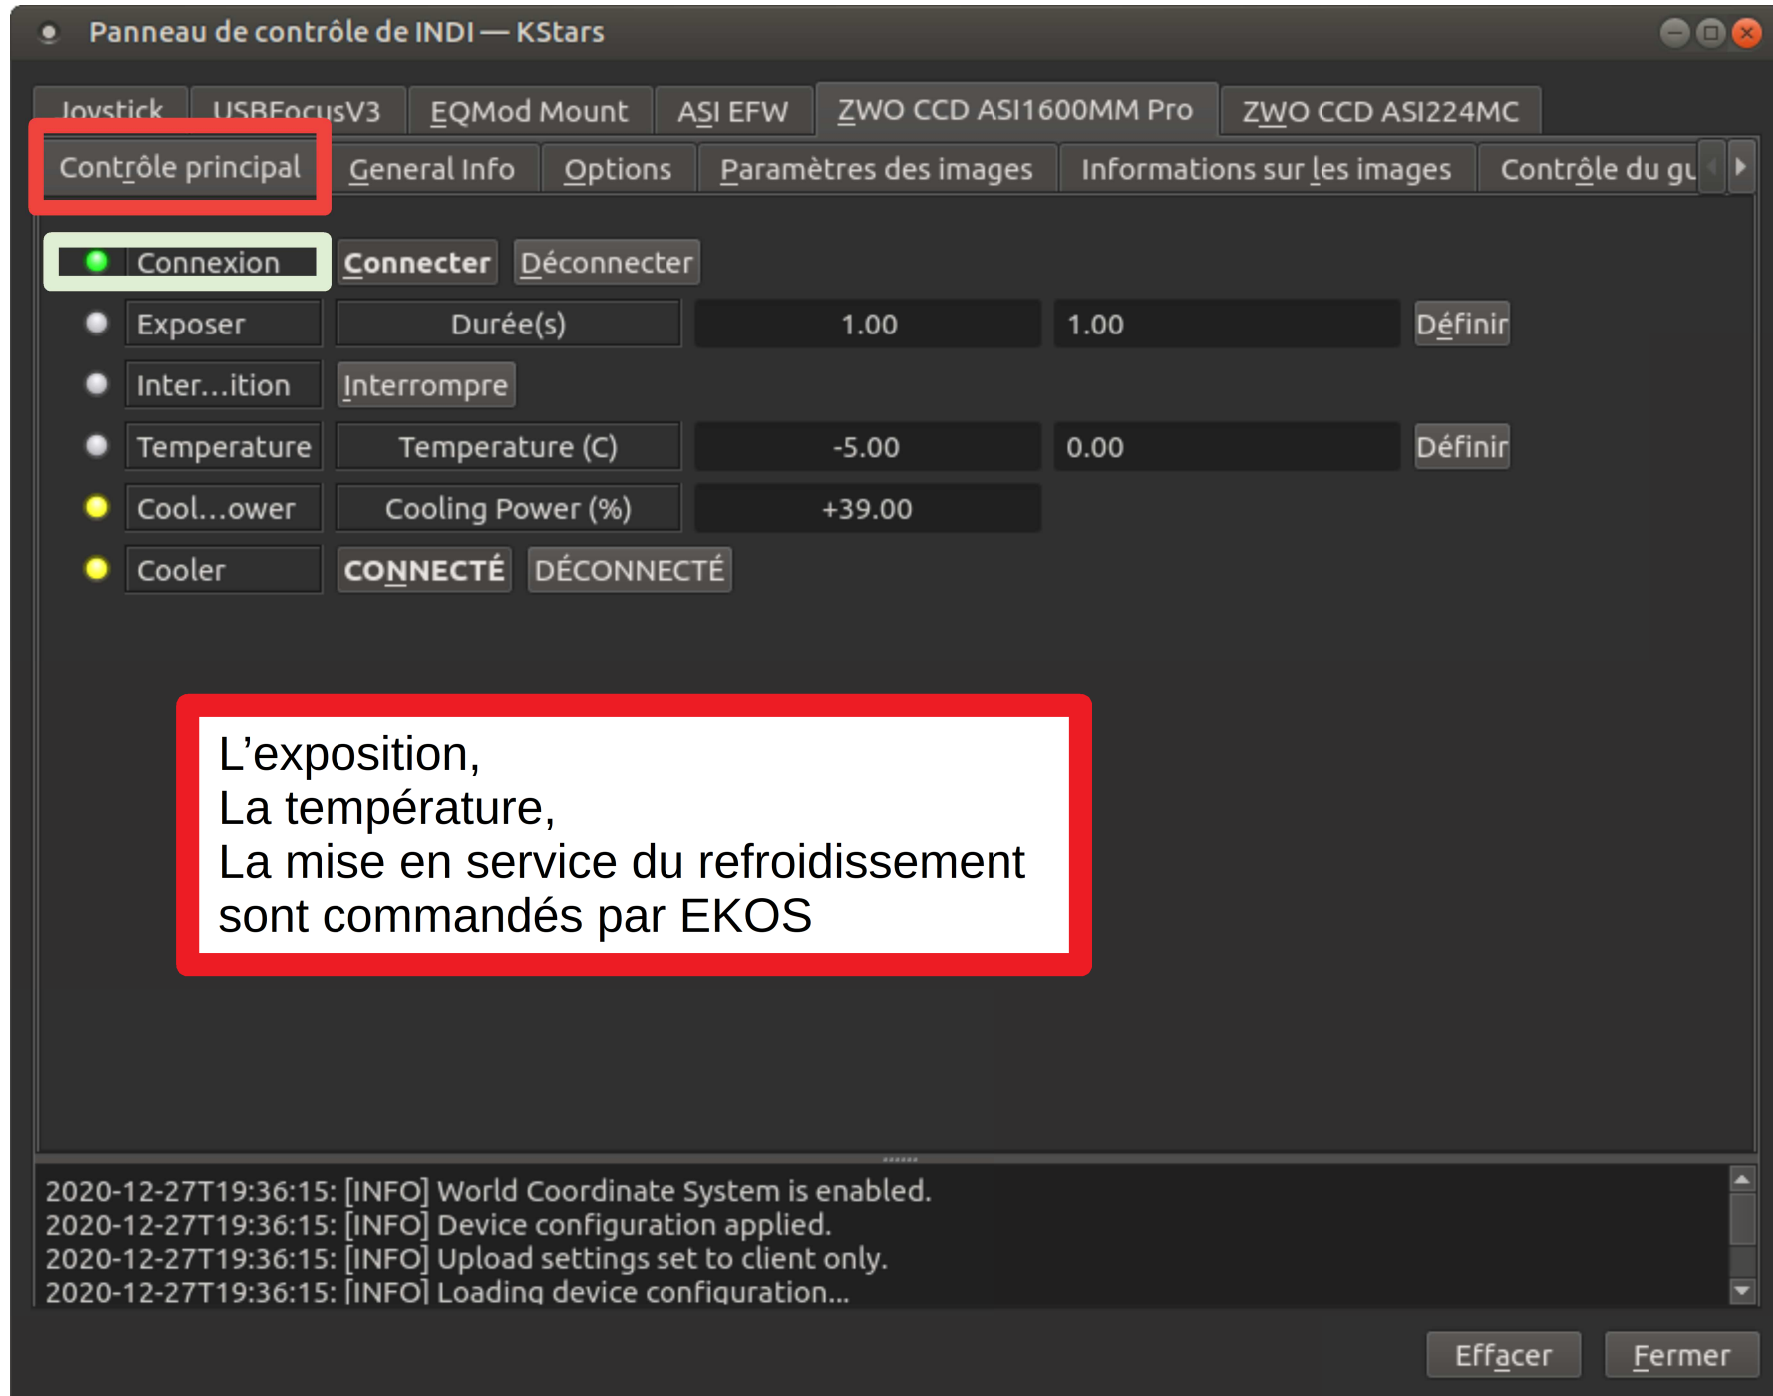 Panneau de contrôle de INDI — KStars
Joystick USBFocusV3 EQMod Mount ASI EFW ZWO CCD ASI1600MM Pro ZWO CCD ASI224MC
Contrôle principal General Info Options Paramètres des images Informations sur les images Contrôle du gu
Connexion Connecter Déconnecter
Exposer Durée(s) 1.00 1.00 Définir
Inter...ition Interrompre
Temperature Temperature (C) -5.00 0.00 Définir
Cool...ower Cooling Power (%) +39.00
Cooler CONNECTÉ DÉCONNECTÉ
L’exposition,
La température,
La mise en service du refroidissement
sont commandés par EKOS
2020-12-27T19:36:15: [INFO] World Coordinate System is enabled.
2020-12-27T19:36:15: [INFO] Device configuration applied.
2020-12-27T19:36:15: [INFO] Upload settings set to client only.
2020-12-27T19:36:15: [INFO] Loading device configuration...
Effacer Fermer